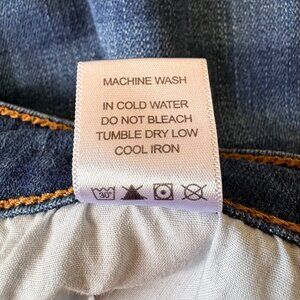 MACHINE WASH
IN COLD WATER
DO NOT BLEACH
TUMBLE DRY LOW
COOL IRON
30°